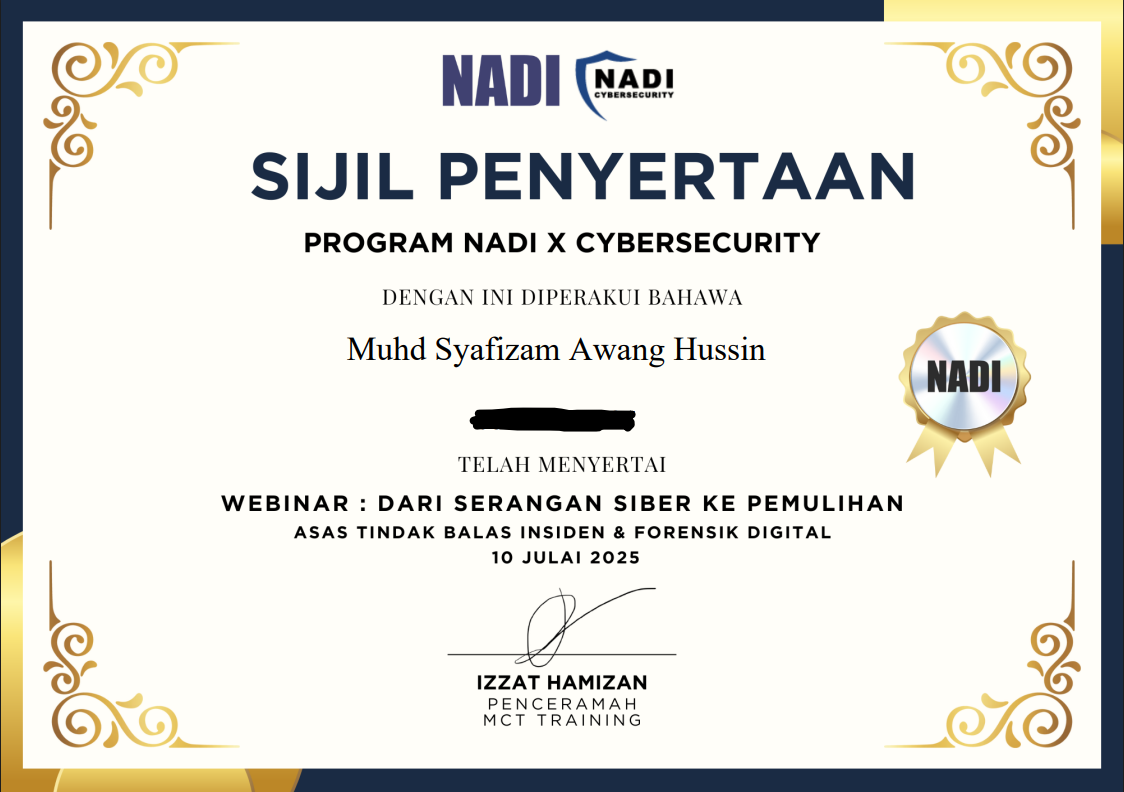 NADI NADI
CYBERSECURITY
SIJIL PENYERTAAN
PROGRAM NADI X CYBERSECURITY
DENGAN INI DIPERAKUI BAHAWA
Muhd Syafizam Awang Hussin
NADI
TELAH MENYERTAI
WEBINAR : DARI SERANGAN SIBER KE PEMULIHAN
ASAS TINDAK BALAS INSIDEN & FORENSIK DIGITAL
10 JULAI 2025
IZZAT HAMIZAN
PENCERAMAH
MCT TRAINING